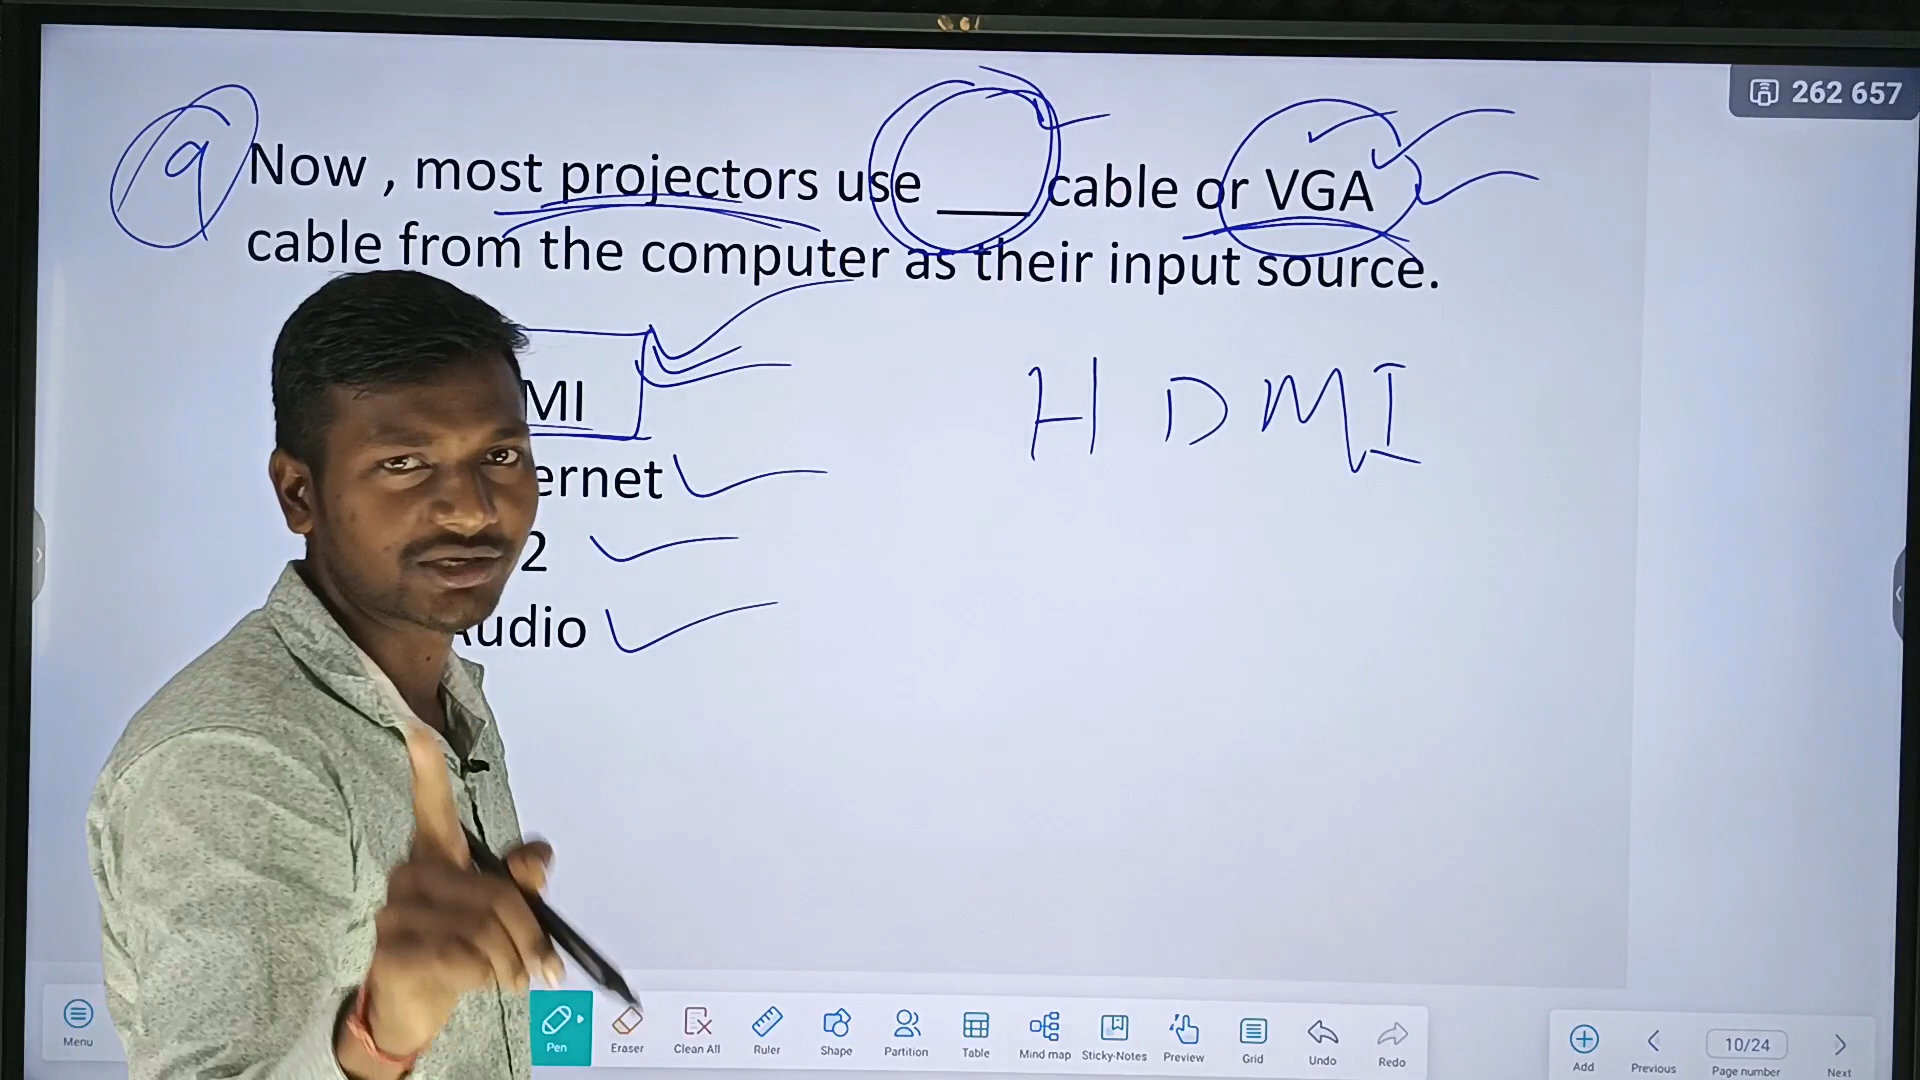 262 657
9
Now , most projectors use ____ cable or VGA
cable from the computer as their input source.
MI
HDMI
ernet
2
Audio
Menu
Pen
Eraser
Clean All
Ruler
Shape
Partition
Table
Mind map
Sticky-Notes
Preview
Grid
Undo
Redo
Add
Previous
10/24
Page number
Next